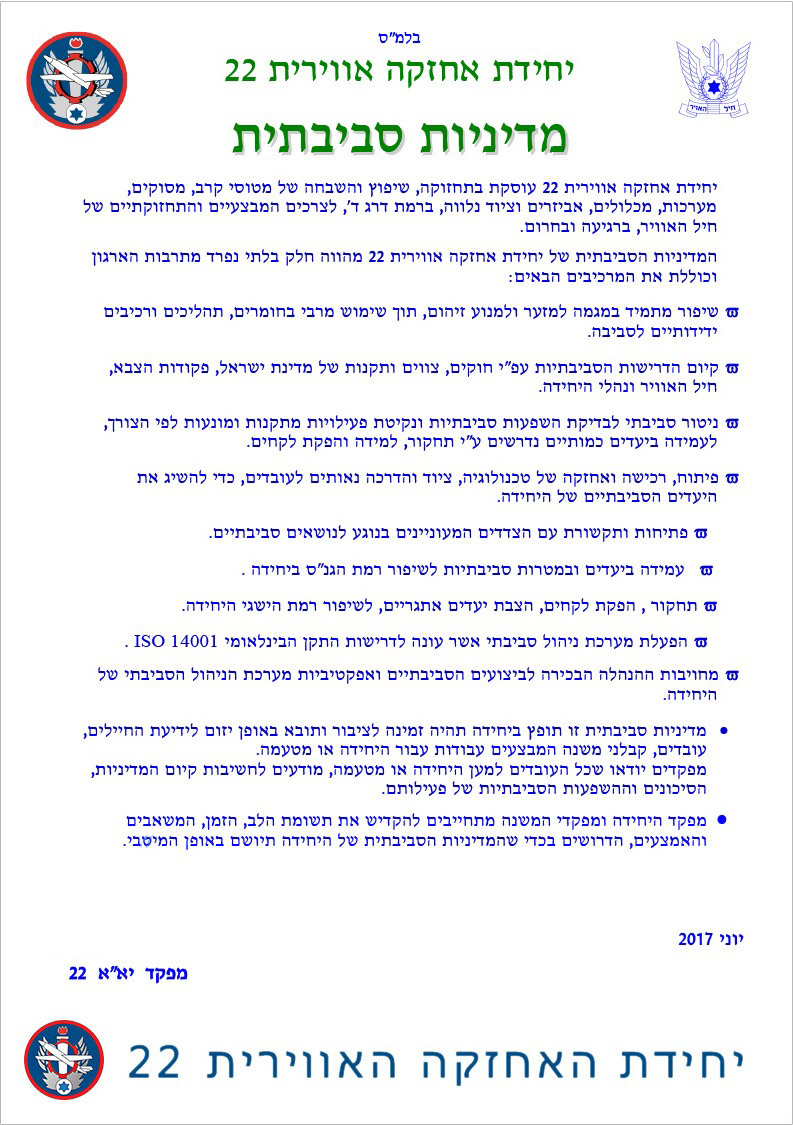 בלמ"ס
יחידת אחזקה אווירית 22
חיל האויר
מדיניות סביבתית
יחידת אחזקה אווירית 22 עוסקת בתחזוקה, שיפוץ והשבחה של מטוסי קרב, מסוקים,
מערכות, מכלולים, אביזרים וציוד נלווה, ברמת דרג ד', לצרכים המבצעיים והתחזוקתיים של
חיל האוויר, ברגיעה ובחרום.
המדיניות הסביבתית של יחידת אחזקה אווירית 22 מהווה חלק בלתי נפרד מתרבות הארגון
וכוללת את המרכיבים הבאים:
ϖ שיפור מתמיד במגמה למזער ולמנוע זיהום, תוך שימוש מרבי בחומרים, תהליכים ורכיבים
ידידותיים לסביבה.
ϖ קיום הדרישות הסביבתיות עפ"י חוקים, צווים ותקנות של מדינת ישראל, פקודות הצבא,
חיל האוויר ונהלי היחידה.
ϖ ניטור סביבתי לבדיקת השפעות סביבתיות ונקיטת פעילויות מתקנות ומונעות לפי הצורך,
לעמידה ביעדים כמותיים נדרשים ע"י תחקור, למידה והפקת לקחים.
ϖ פיתוח, רכישה ואחזקה של טכנולוגיה, ציוד והדרכה נאותים לעובדים, כדי להשיג את
היעדים הסביבתיים של היחידה.
ϖ פתיחות ותקשורת עם הצדדים המעוניינים בנוגע לנושאים סביבתיים.
ϖ עמידה ביעדים ובמטרות סביבתיות לשיפור רמת הגנ"ס ביחידה .
ϖ תחקור , הפקת לקחים, הצבת יעדים אתגריים, לשיפור רמת הישגי היחידה.
ϖ הפעלת מערכת ניהול סביבתי אשר עונה לדרישות התקן הבינלאומי ISO 14001 .
ϖ מחויבות ההנהלה הבכירה לביצועים הסביבתיים ואפקטיביות מערכת הניהול הסביבתי של
היחידה.
• מדיניות סביבתית זו תופץ ביחידה תהיה זמינה לציבור ותובא באופן יזום לידיעת החיילים,
עובדים, קבלני משנה המבצעים עבודות עבור היחידה או מטעמה.
מפקדים יוודאו שכל העובדים למען היחידה או מטעמה, מודעים לחשיבות קיום המדיניות,
הסיכונים וההשפעות הסביבתיות של פעילותם.
• מפקד היחידה ומפקדי המשנה מתחייבים להקדיש את תשומת הלב, הזמן, המשאבים
והאמצעים, הדרושים בכדי שהמדיניות הסביבתית של היחידה תיושם באופן המיטבי.
יוני 2017
מפקד יא"א 22
יחידת האחזקה האווירית 22